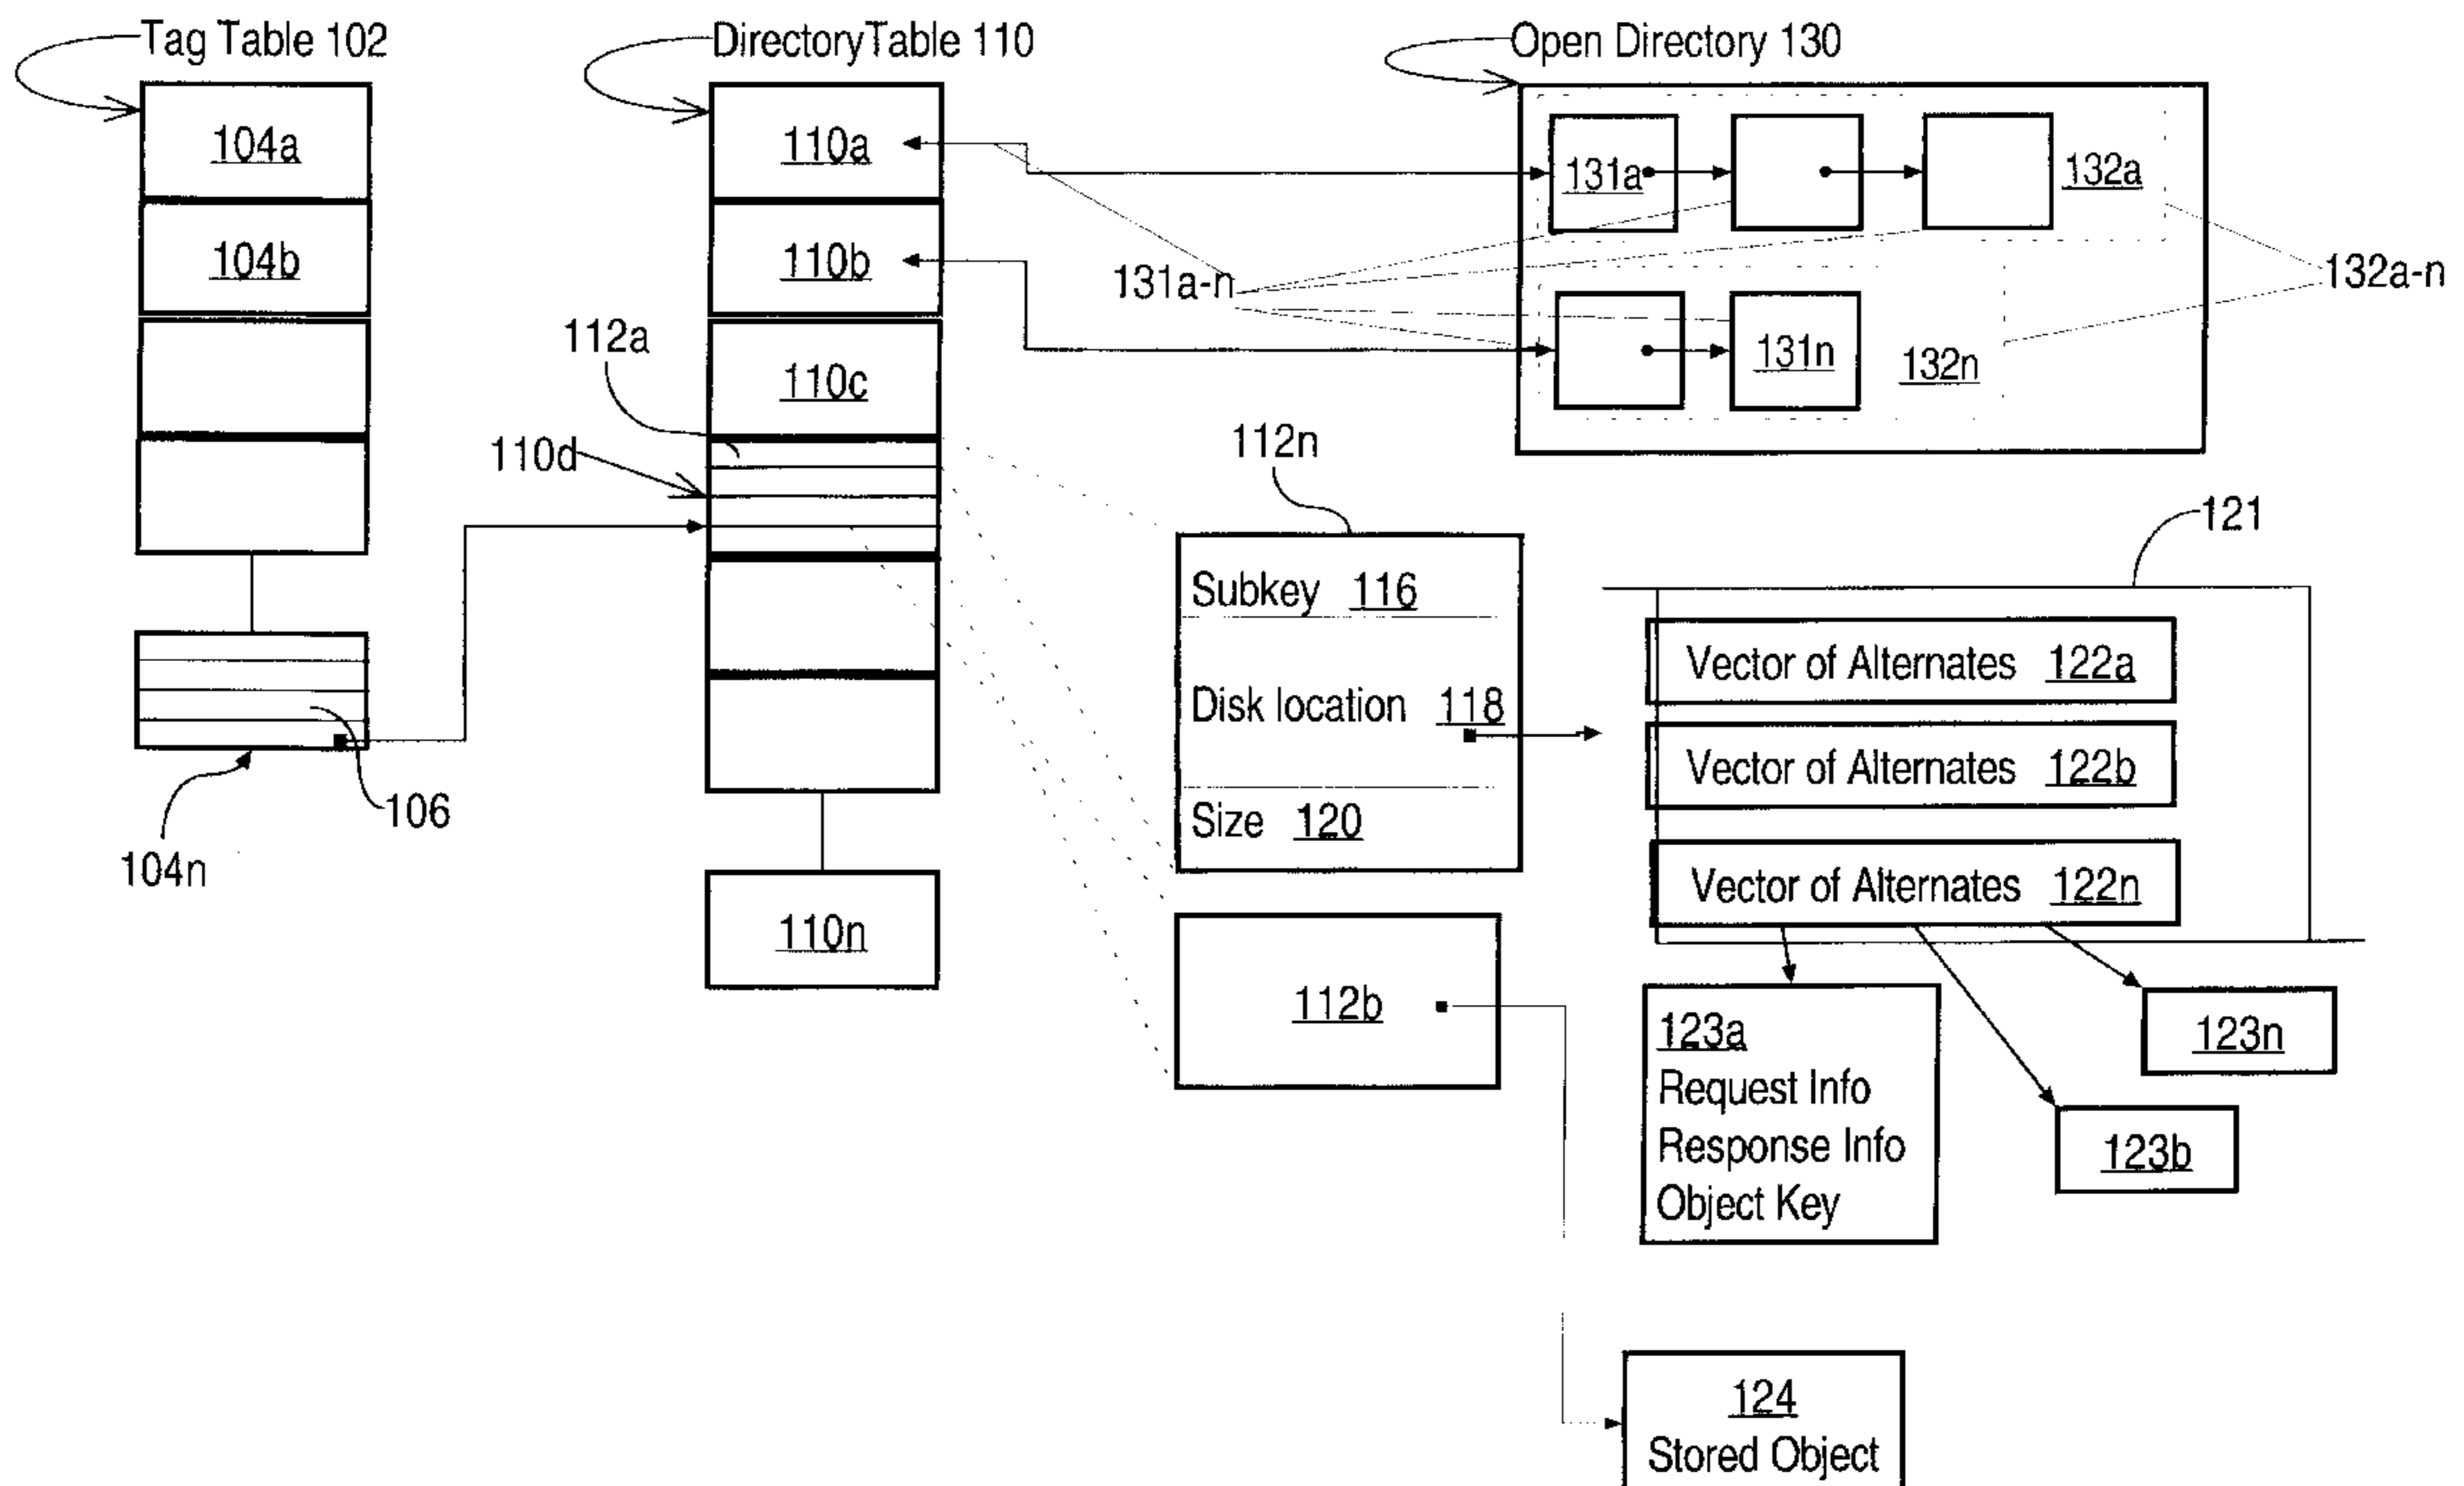 Tag Table 102
DirectoryTable 110
Open Directory 130
104a
104b
110a
110b
110c
112a
110d
131a
132a
131a-n
132a-n
131n
132n
112n
121
Subkey 116
Disk location 118
Size 120
Vector of Alternates 122a
Vector of Alternates 122b
Vector of Alternates 122n
106
104n
110n
112b
123a
Request Info
Response Info
Object Key
123n
123b
124
Stored Object